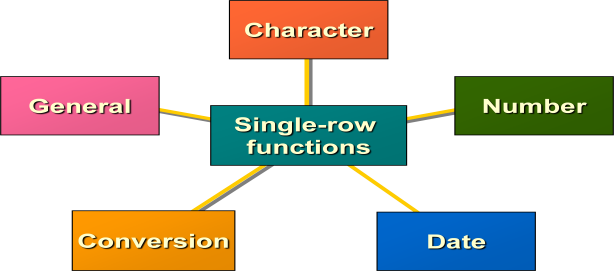 Character
General
Number
Single-row
functions
Conversion
Date